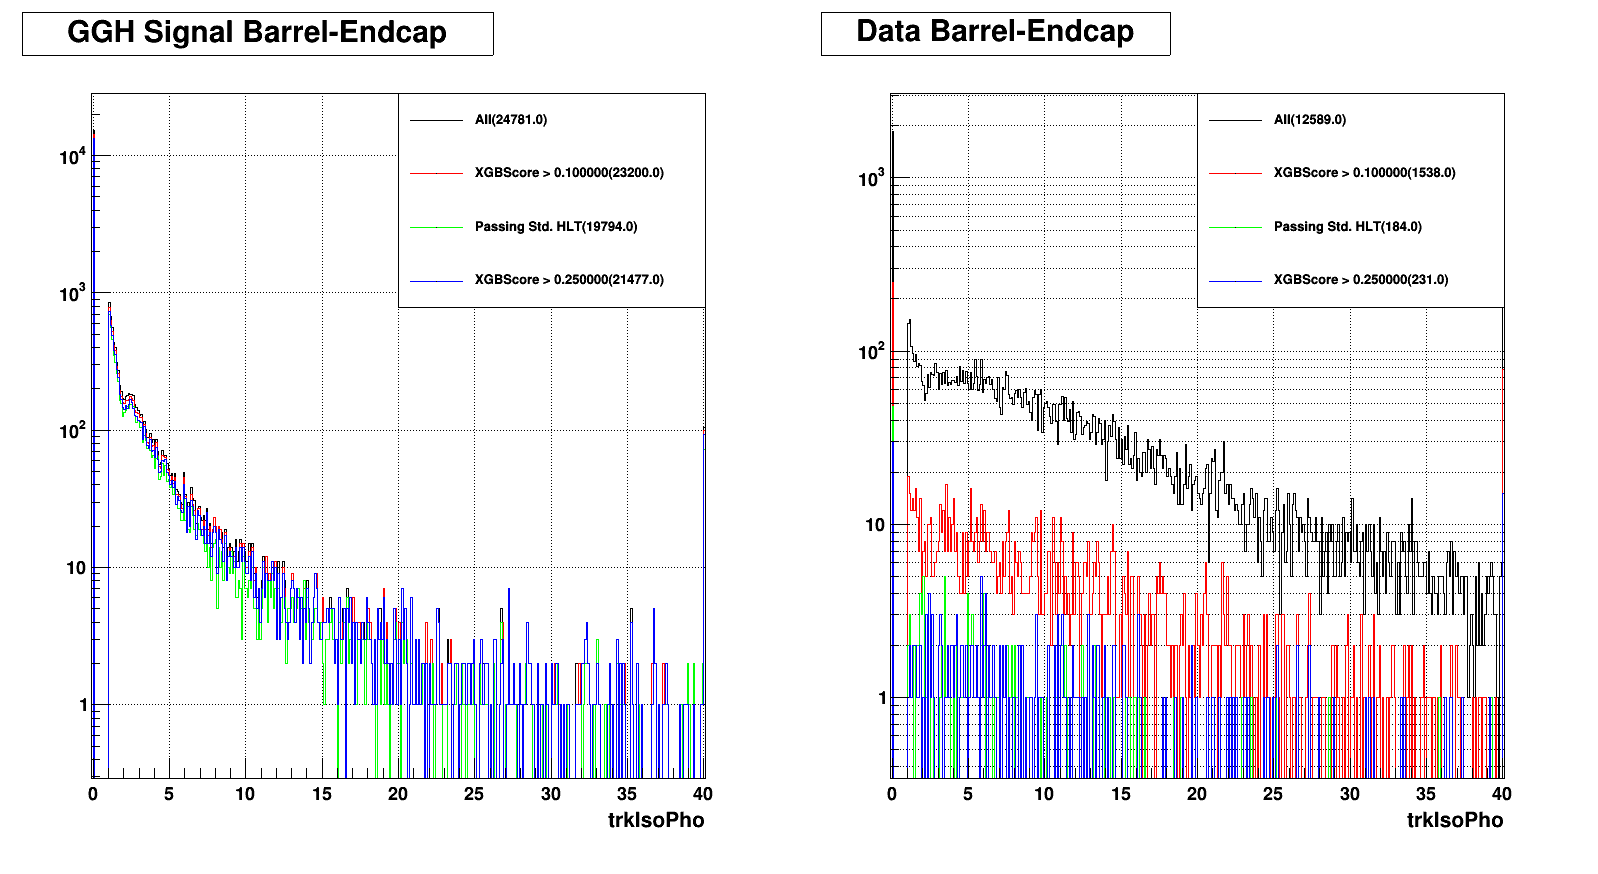 GGH Signal Barrel-Endcap
All(24781.0)
XGBScore > 0.100000(23200.0)
Passing Std. HLT(19794.0)
XGBScore > 0.250000(21477.0)
10^4
10^3
10^2
10
1
0 5 10 15 20 25 30 35 40
trkIsoPho
Data Barrel-Endcap
All(12589.0)
XGBScore > 0.100000(1538.0)
Passing Std. HLT(184.0)
XGBScore > 0.250000(231.0)
10^3
10^2
10
1
0 5 10 15 20 25 30 35 40
trkIsoPho